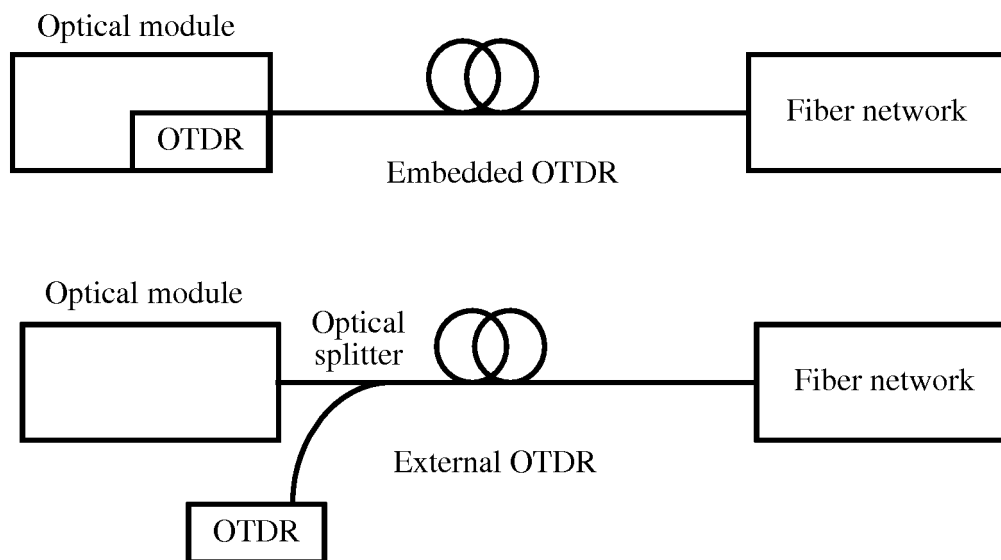 Optical module
OTDR
Fiber network
Embedded OTDR
Optical module
Optical
splitter
Fiber network
External OTDR
OTDR